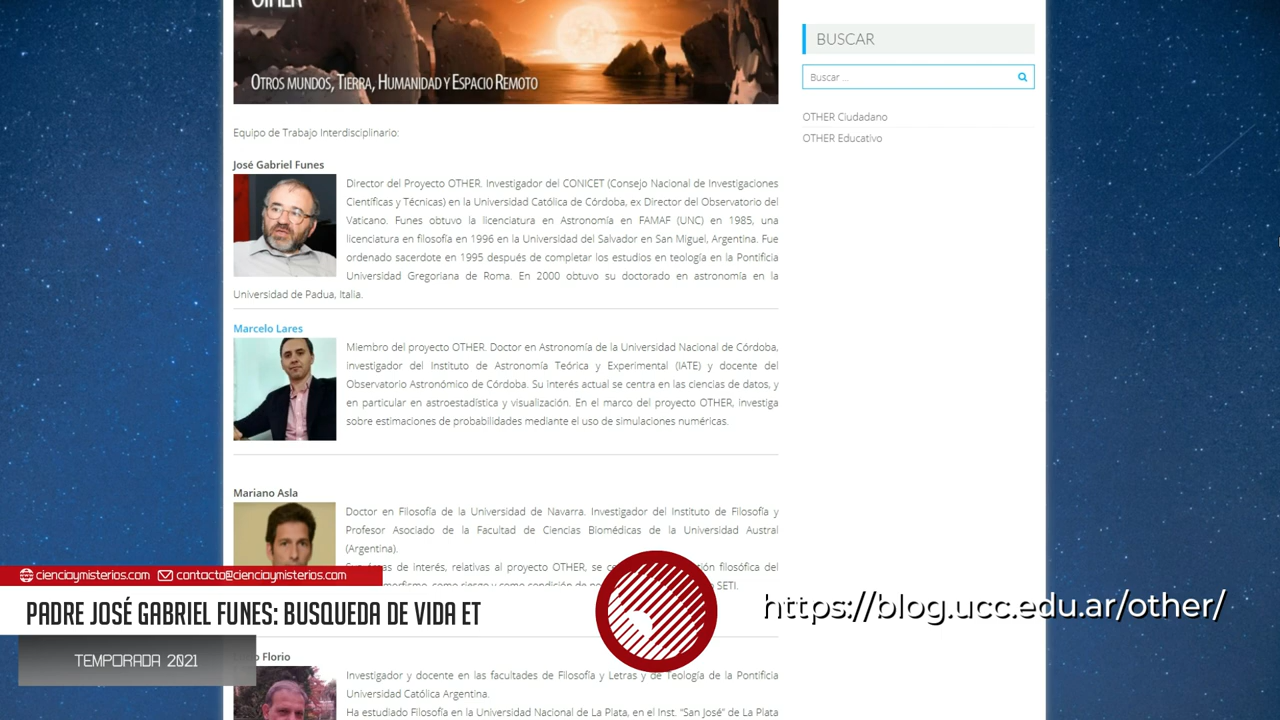 OTHER
OTROS MUNDOS, TIERRA, HUMANIDAD Y ESPACIO REMOTO
BUSCAR
Buscar ...
OTHER Ciudadano
OTHER Educativo
Equipo de Trabajo Interdisciplinario:
José Gabriel Funes
Director del Proyecto OTHER. Investigador del CONICET (Consejo Nacional de Investigaciones
Científicas y Técnicas) en la Universidad Católica de Córdoba, ex Director del Observatorio del
Vaticano. Funes obtuvo la licenciatura en Astronomía en FAMAF (UNC) en 1985, una
licenciatura en filosofía en 1996 en la Universidad del Salvador en San Miguel, Argentina. Fue
ordenado sacerdote en 1995 después de completar los estudios en teología en la Pontificia
Universidad Gregoriana de Roma. En 2000 obtuvo su doctorado en astronomía en la
Universidad de Padua, Italia.
Marcelo Lares
Miembro del proyecto OTHER. Doctor en Astronomía de la Universidad Nacional de Córdoba,
investigador del Instituto de Astronomía Teórica y Experimental (IATE) y docente del
Observatorio Astronómico de Córdoba. Su interés actual se centra en las ciencias de datos, y
en particular en astroestadística y visualización. En el marco del proyecto OTHER, investiga
sobre estimaciones de probabilidades mediante el uso de simulaciones numéricas.
Mariano Asla
Doctor en Filosofía de la Universidad de Navarra. Investigador del Instituto de Filosofía y
Profesor Asociado de la Facultad de Ciencias Biomédicas de la Universidad Austral
(Argentina).
de interés, relativas al proyecto OTHER, se filosófica del
como riesgo y como condición de SETI.
cienciaymisterios.com contacto@cienciaymisterios.com
PADRE JOSÉ GABRIEL FUNES: BUSQUEDA DE VIDA ET
https://blog.ucc.edu.ar/other/
TEMPORADA 2021
Florio
Investigador y docente en las facultades de Filosofía y Letras y de Teología de la Pontificia
Universidad Católica Argentina.
Ha estudiado Filosofía en la Universidad Nacional de La Plata, en el Inst. "San José" de La Plata